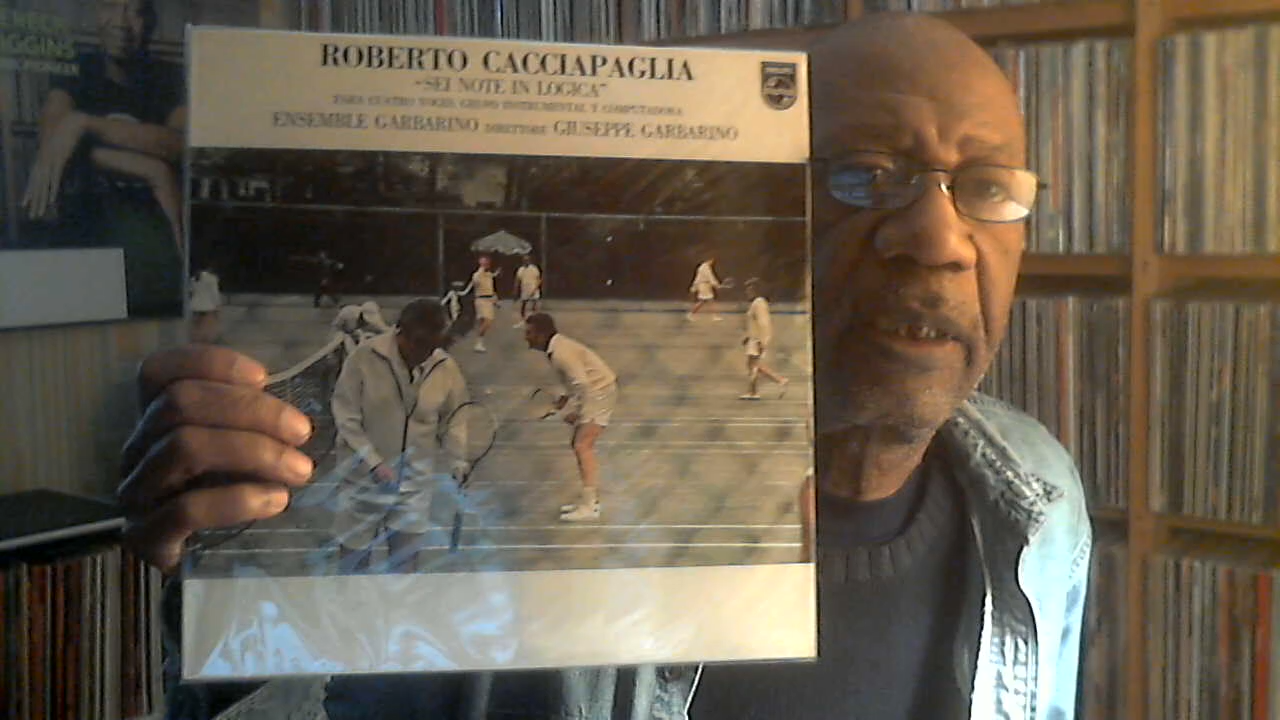 ROBERTO CACCIAPAGLIA
"SEI NOTE IN LOGICA"
PARA CUATRO VOCES, GRUPO INSTRUMENTAL Y COMPUTADORA
ENSEMBLE GARBARINO DIRETTORE GIUSEPPE GARBARINO